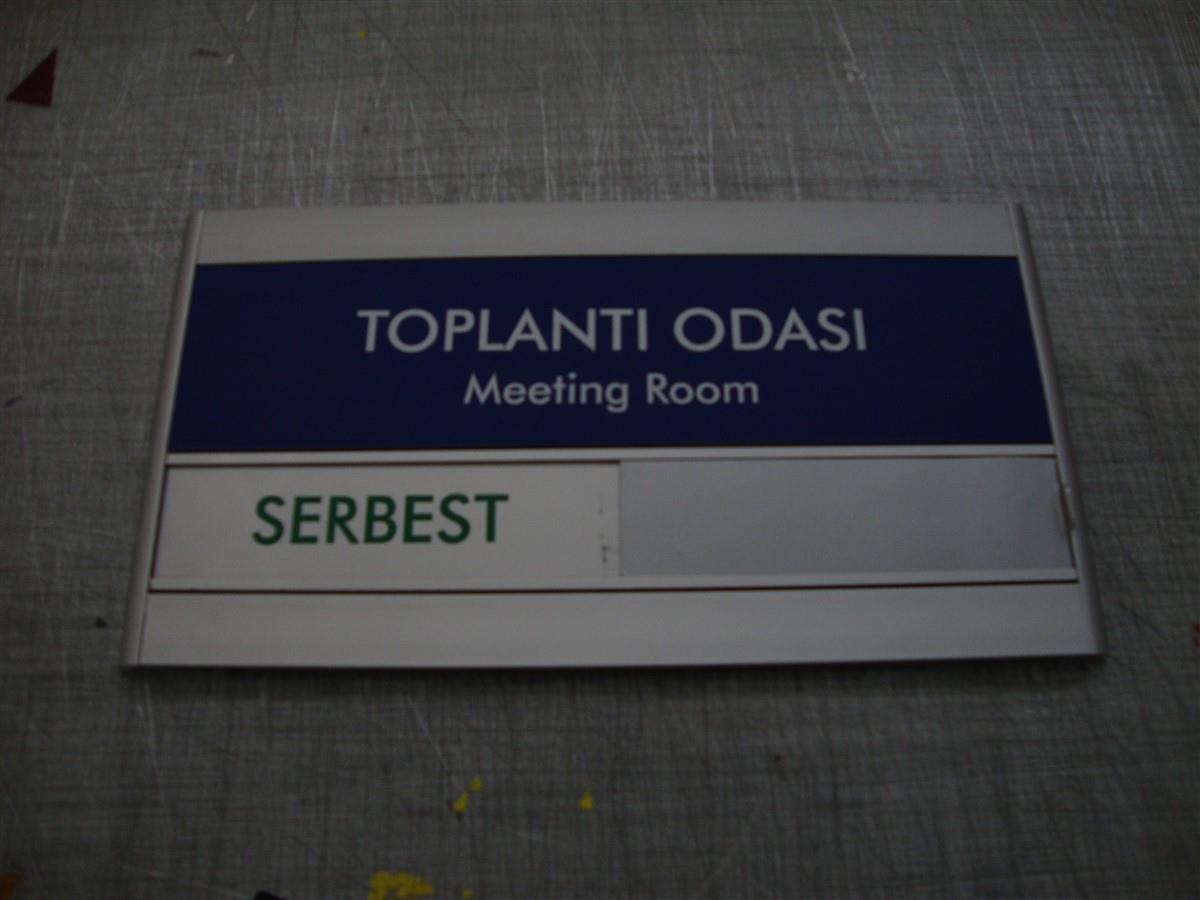 TOPLANTI ODASI
Meeting Room
SERBEST